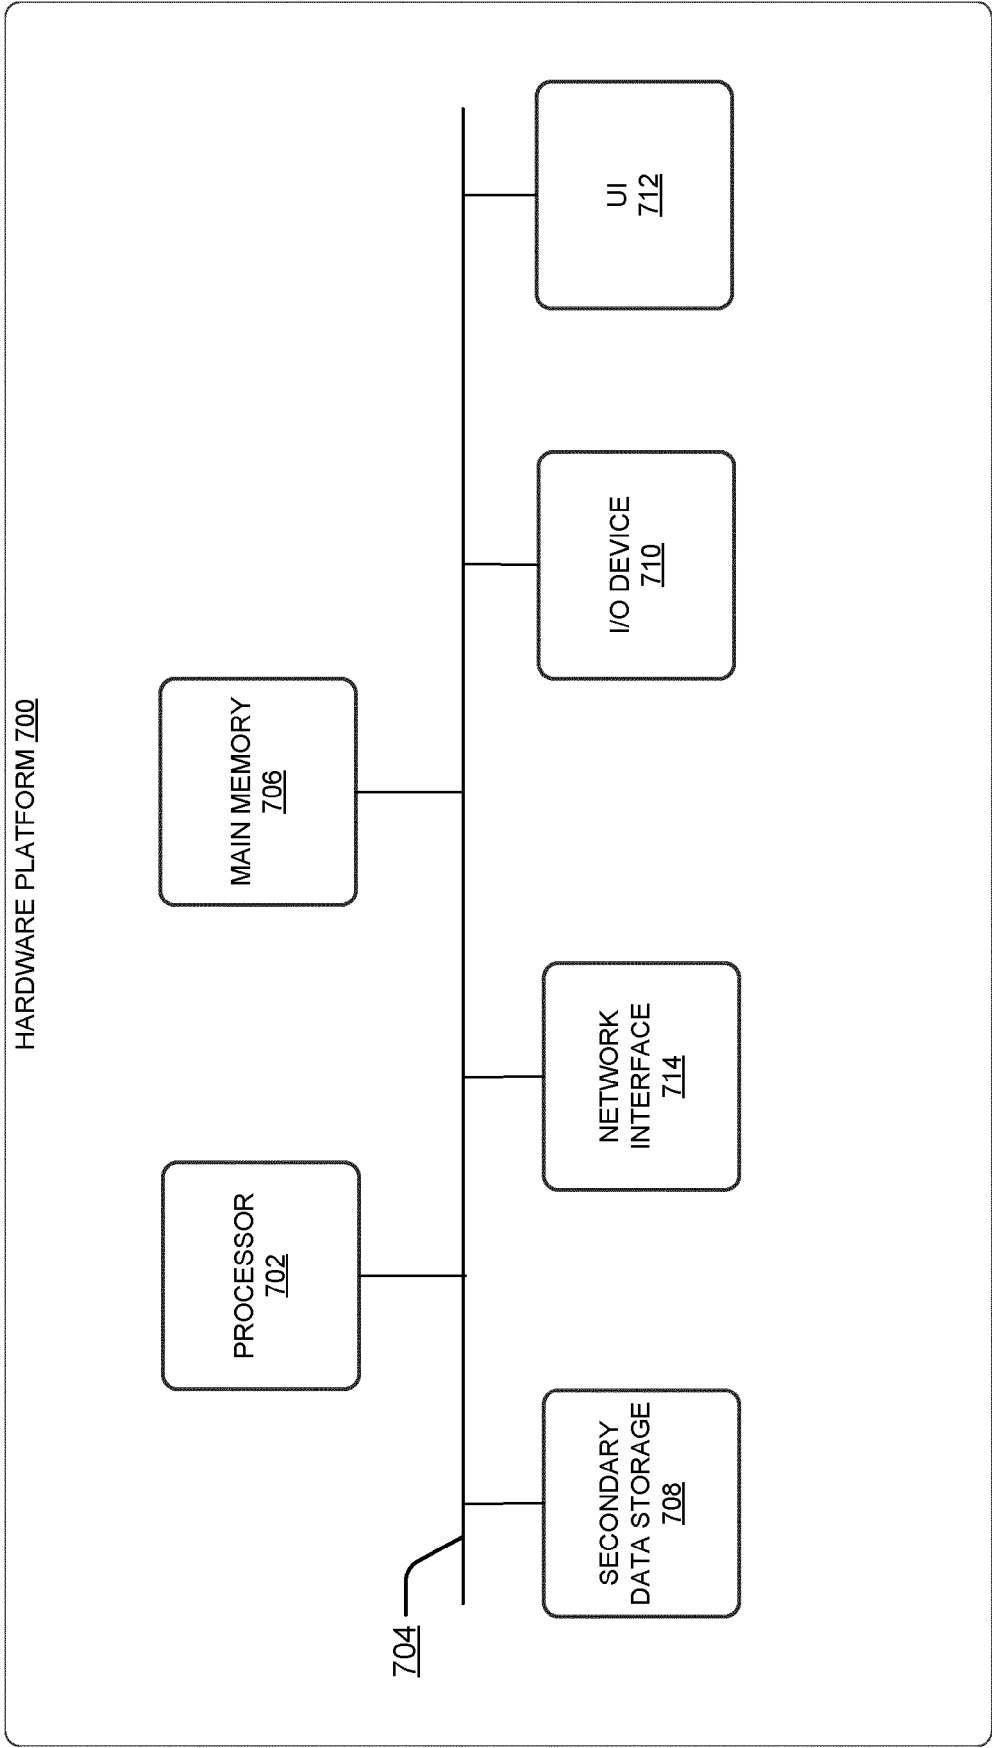 HARDWARE PLATFORM 700
PROCESSOR
702
MAIN MEMORY
706
704
SECONDARY
DATA STORAGE
708
NETWORK
INTERFACE
714
I/O DEVICE
710
UI
712